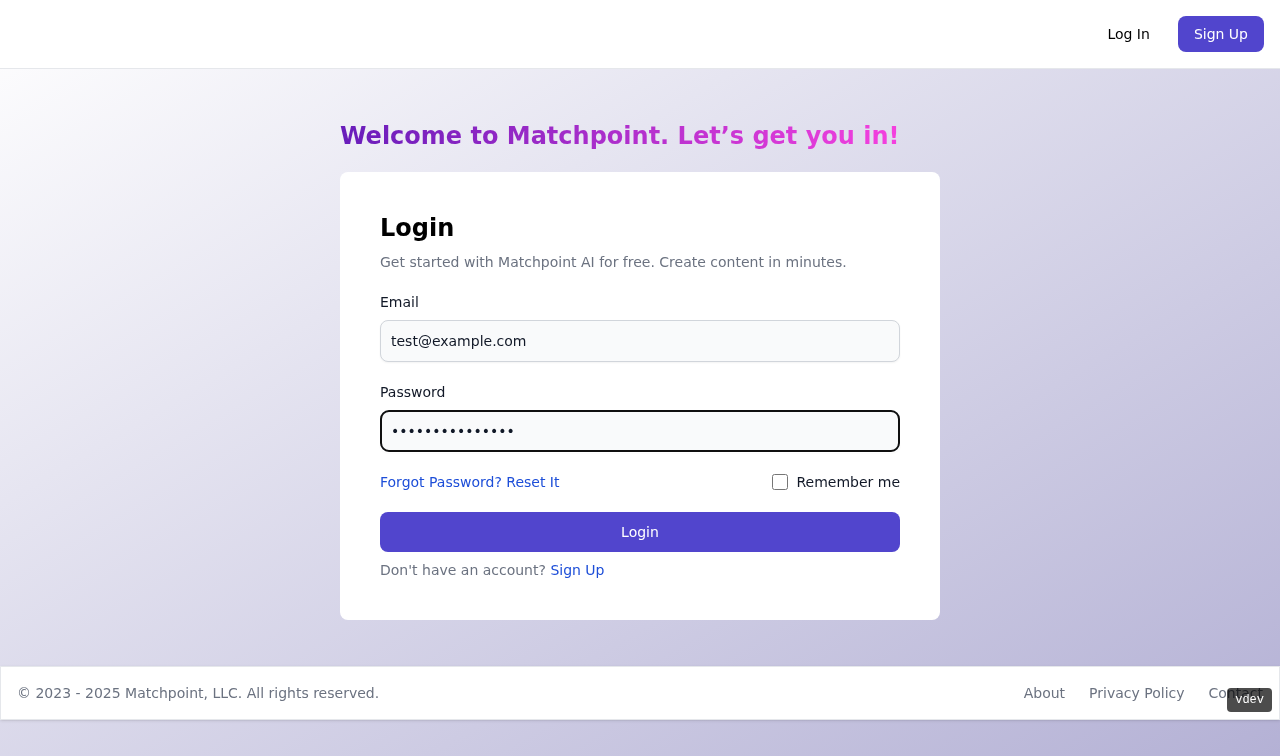 Log In
Sign Up
Welcome to Matchpoint. Let’s get you in!
Login
Get started with Matchpoint AI for free. Create content in minutes.
Email
test@example.com
Password
•••••••••••••••
Forgot Password? Reset It
Remember me
Login
Don't have an account? Sign Up
© 2023 - 2025 Matchpoint, LLC. All rights reserved.
About
Privacy Policy
Contact
vdev